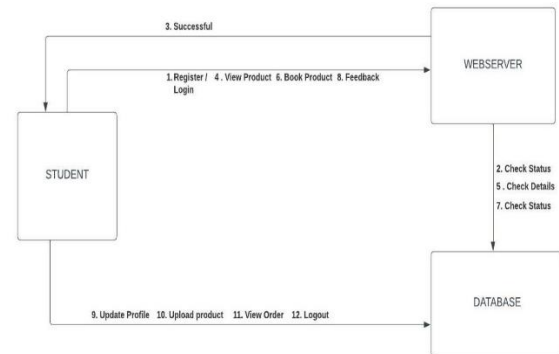 3. Successful
WEBSERVER
1. Register / 4 . View Product 6. Book Product 8. Feedback
Login
STUDENT
2. Check Status
5 . Check Details
7. Check Status
DATABASE
9. Update Profile 10. Upload product 11. View Order 12. Logout